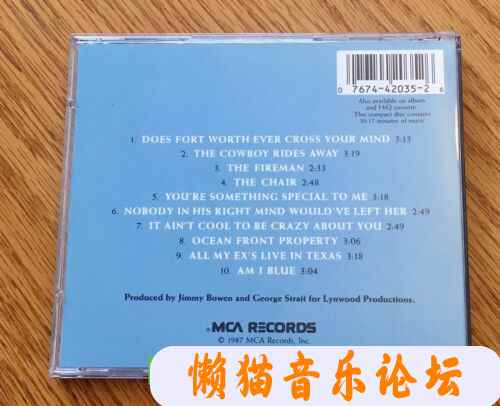 0 7674-42035-2 6
Also available on album
and HiQ cassette.
This compact disc contains
30:17 minutes of music.
1. DOES FORT WORTH EVER CROSS YOUR MIND 3:13
2. THE COWBOY RIDES AWAY 3:19
3. THE FIREMAN 2:33
4. THE CHAIR 2:48
5. YOU'RE SOMETHING SPECIAL TO ME 3:18
6. NOBODY IN HIS RIGHT MIND WOULD'VE LEFT HER 2:49
7. IT AIN'T COOL TO BE CRAZY ABOUT YOU 2:49
8. OCEAN FRONT PROPERTY 3:06
9. ALL MY EX'S LIVE IN TEXAS 3:18
10. AM I BLUE 3:04
Produced by Jimmy Bowen and George Strait for Lynwood Productions.
MCA RECORDS
© 1987 MCA Records, Inc.
懒猫音乐论坛